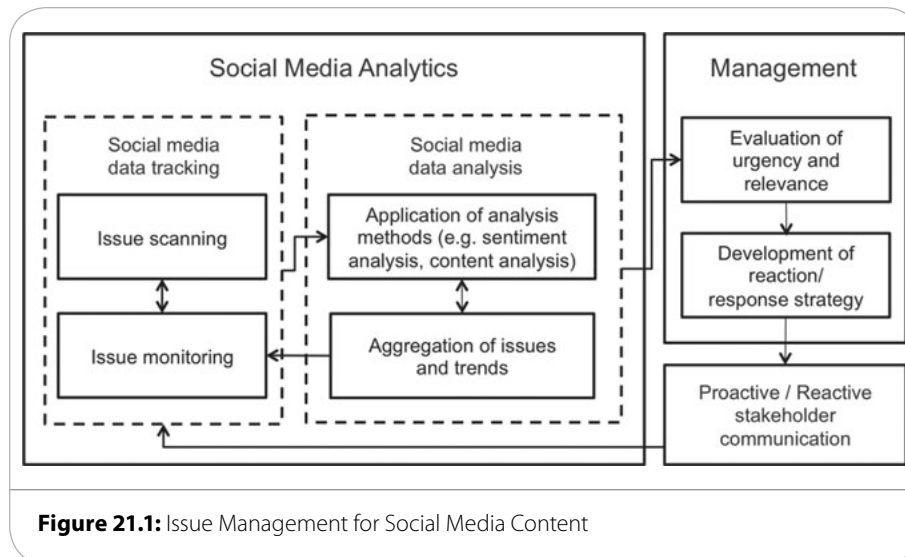 Social Media Analytics
Social media
data tracking
Issue scanning
Issue monitoring
Social media
data analysis
Application of analysis
methods (e.g. sentiment
analysis, content analysis)
Aggregation of issues
and trends
Management
Evaluation of
urgency and
relevance
Development of
reaction/
response strategy
Proactive / Reactive
stakeholder
communication
Figure 21.1: Issue Management for Social Media Content